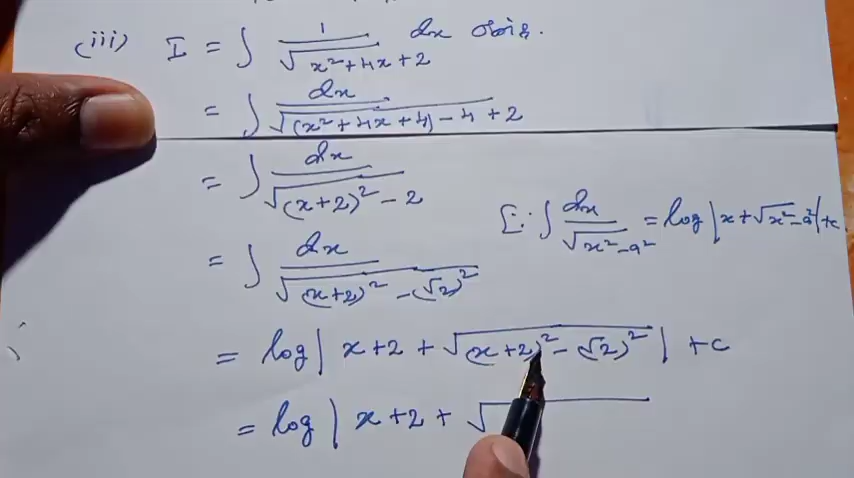 (iii) I = ∫ 1/√(x²+4x+2) dx
= ∫ dx/√((x²+4x+4)-4+2)
= ∫ dx/√((x+2)²-2)
[∵ ∫ dx/√(x²-a²) = log|x+√(x²-a²)|+c
= ∫ dx/√((x+2)²-(√2)²)
= log| x+2 + √((x+2)²-(√2)²) | +c
= log| x+2 + √